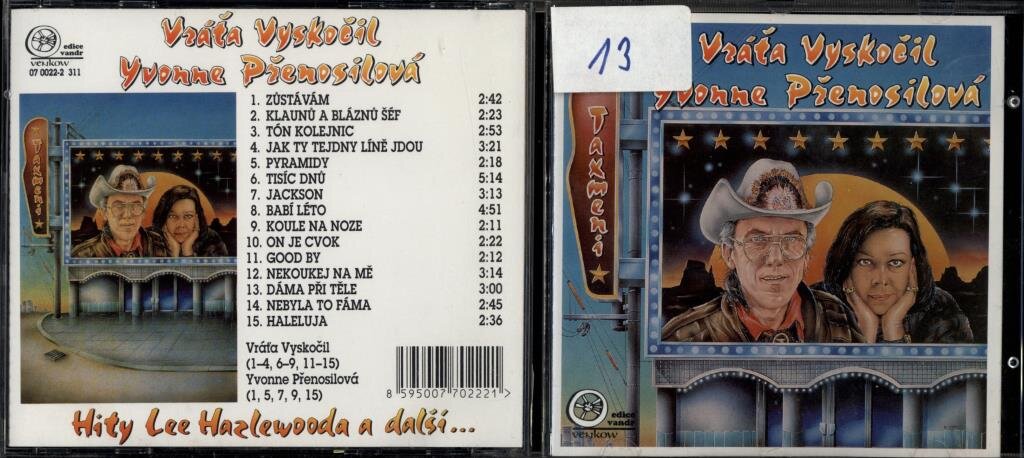 Vráťa Vyskočil
Yvonne Přenosilová
edice
vandr
venkow
07 0022-2 311
Taxmeni
1. ZŮSTÁVÁM 2:42
2. KLAUNŮ A BLÁZNŮ ŠÉF 2:23
3. TÓN KOLEJNIC 2:53
4. JAK TY TEJDNY LÍNĚ JDOU 3:21
5. PYRAMIDY 2:18
6. TISÍC DNŮ 5:14
7. JACKSON 3:13
8. BABÍ LÉTO 4:51
9. KOULE NA NOZE 2:11
10. ON JE CVOK 2:22
11. GOOD BY 2:12
12. NEKOUKEJ NA MĚ 3:14
13. DÁMA PŘI TĚLE 3:00
14. NEBYLA TO FÁMA 2:45
15. HALELUJA 2:36
Vráťa Vyskočil
(1–4, 6–9, 11–15)
Yvonne Přenosilová
(1, 5, 7, 9, 15)
8 595007 702221 >
Hity Lee Hazlewooda a další...
13
Vráťa Vyskočil
Yvonne Přenosilová
Taxmeni
edice
vandr
venkow